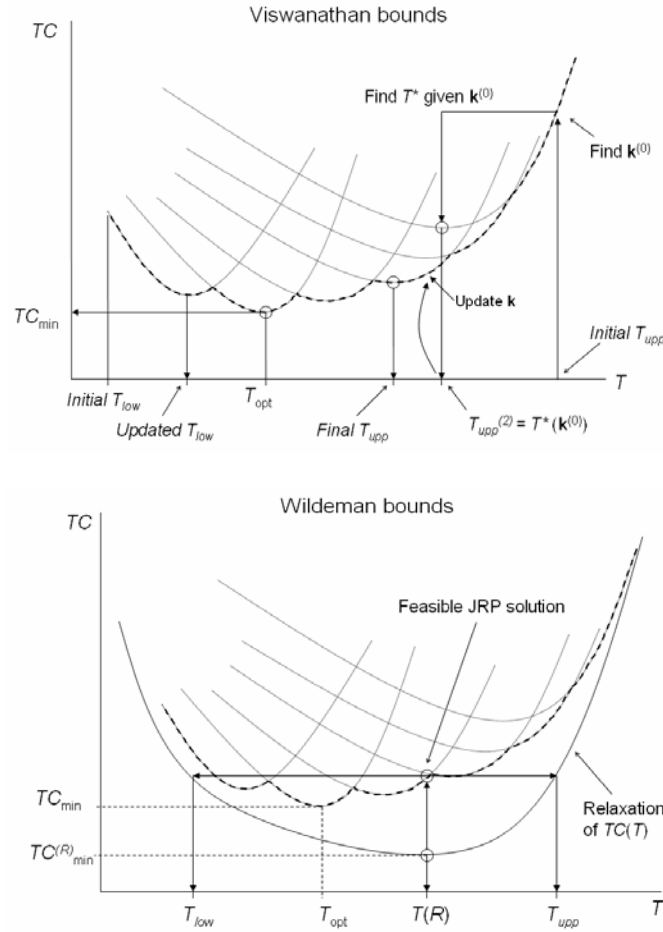 Viswanathan bounds
TC
Find T* given k(0)
Find k(0)
Update k
TCmin
Initial Tupp
Initial Tlow
Topt
T
Updated Tlow
Final Tupp
Tupp(2) = T*(k(0))
Wildeman bounds
TC
Feasible JRP solution
TCmin
Relaxation
of TC(T)
TC(R)min
Tlow
Topt
T(R)
Tupp
T